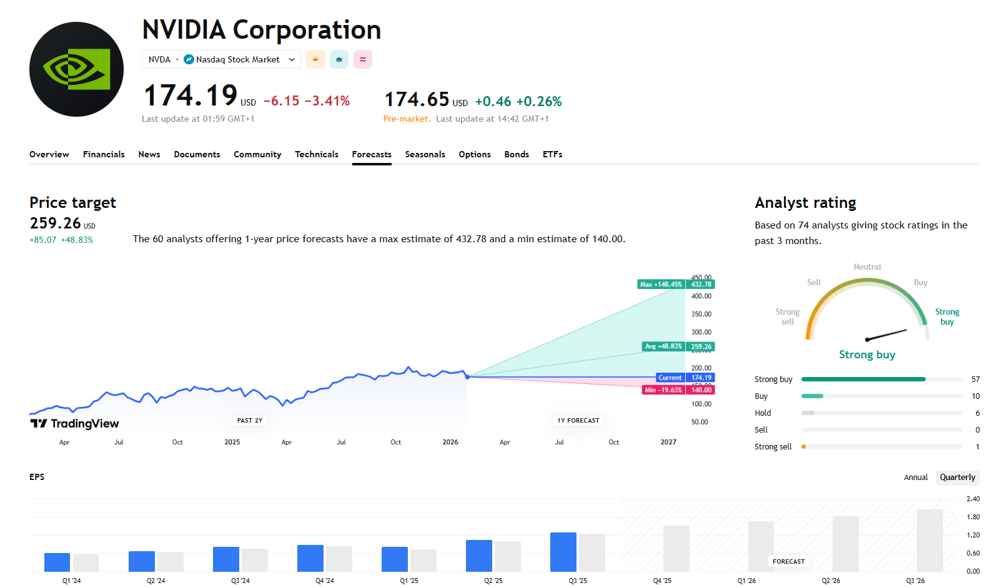 NVIDIA Corporation
NVDA · Nasdaq Stock Market
174.19 USD −6.15 −3.41% 174.65 USD +0.46 +0.26%
Last update at 01:59 GMT+1 Pre-market. Last update at 14:42 GMT+1
Overview Financials News Documents Community Technicals Forecasts Seasonals Options Bonds ETFs
Price target
259.26 USD
+85.07 +48.83%
The 60 analysts offering 1-year price forecasts have a max estimate of 432.78 and a min estimate of 140.00.
450.00
Max +148.45% 432.78
400.00
350.00
300.00
Avg +48.83% 259.26
200.00
Current 174.19
Min −19.63% 140.00
100.00
50.00
TradingView
PAST 2Y
1Y FORECAST
Apr Jul Oct 2025 Apr Jul Oct 2026 Apr Jul Oct 2027
Analyst rating
Based on 74 analysts giving stock ratings in the
past 3 months.
Neutral
Sell
Buy
Strong
sell
Strong
buy
Strong buy
Strong buy 57
Buy 10
Hold 6
Sell 0
Strong sell 1
EPS
Annual Quarterly
2.40
1.80
1.20
0.60
0.00
FORECAST
Q1 '24 Q2 '24 Q3 '24 Q4 '24 Q1 '25 Q2 '25 Q3 '25 Q4 '25 Q1 '26 Q2 '26 Q3 '26